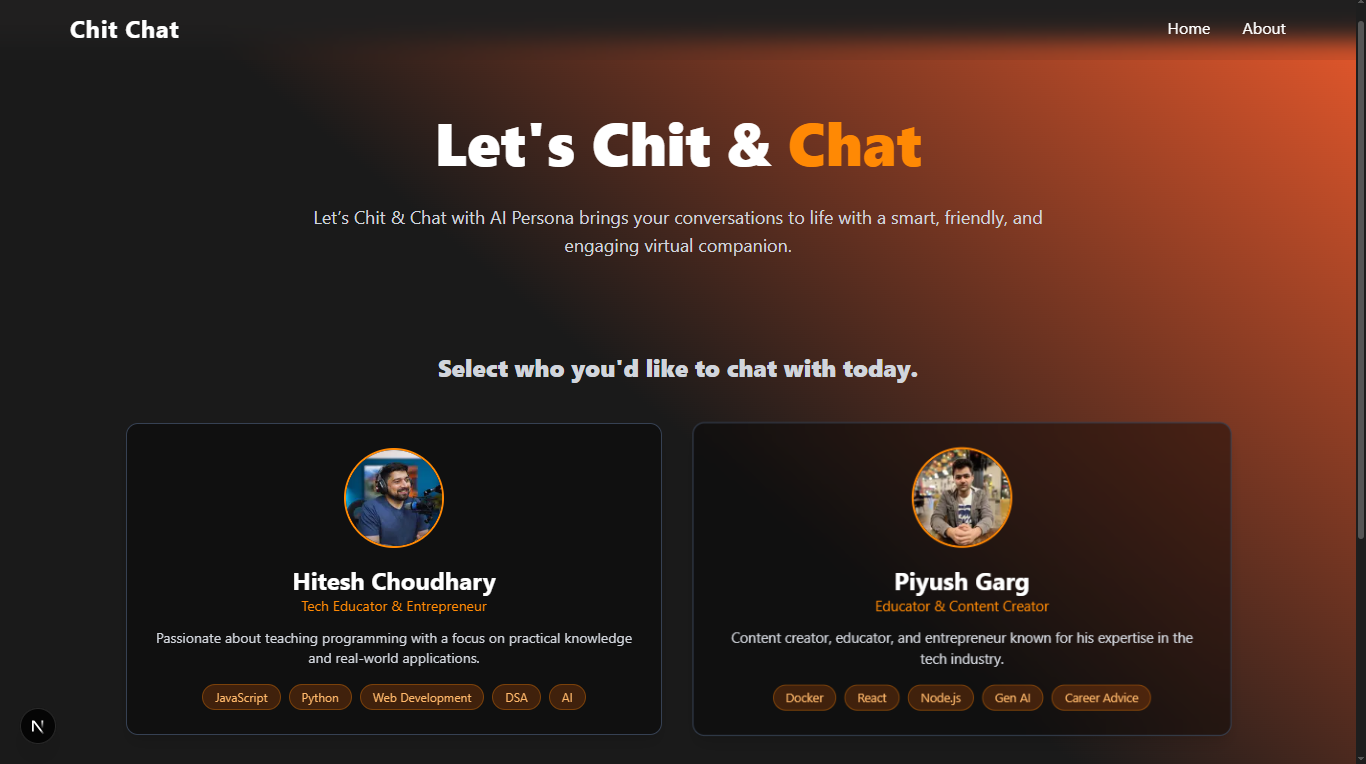 Chit Chat
Home
About
Let's Chit & Chat
Let’s Chit & Chat with AI Persona brings your conversations to life with a smart, friendly, and
engaging virtual companion.
Select who you'd like to chat with today.
Hitesh Choudhary
Tech Educator & Entrepreneur
Passionate about teaching programming with a focus on practical knowledge
and real-world applications.
JavaScript
Python
Web Development
DSA
AI
Piyush Garg
Educator & Content Creator
Content creator, educator, and entrepreneur known for his expertise in the
tech industry.
Docker
React
Node.js
Gen AI
Career Advice
N